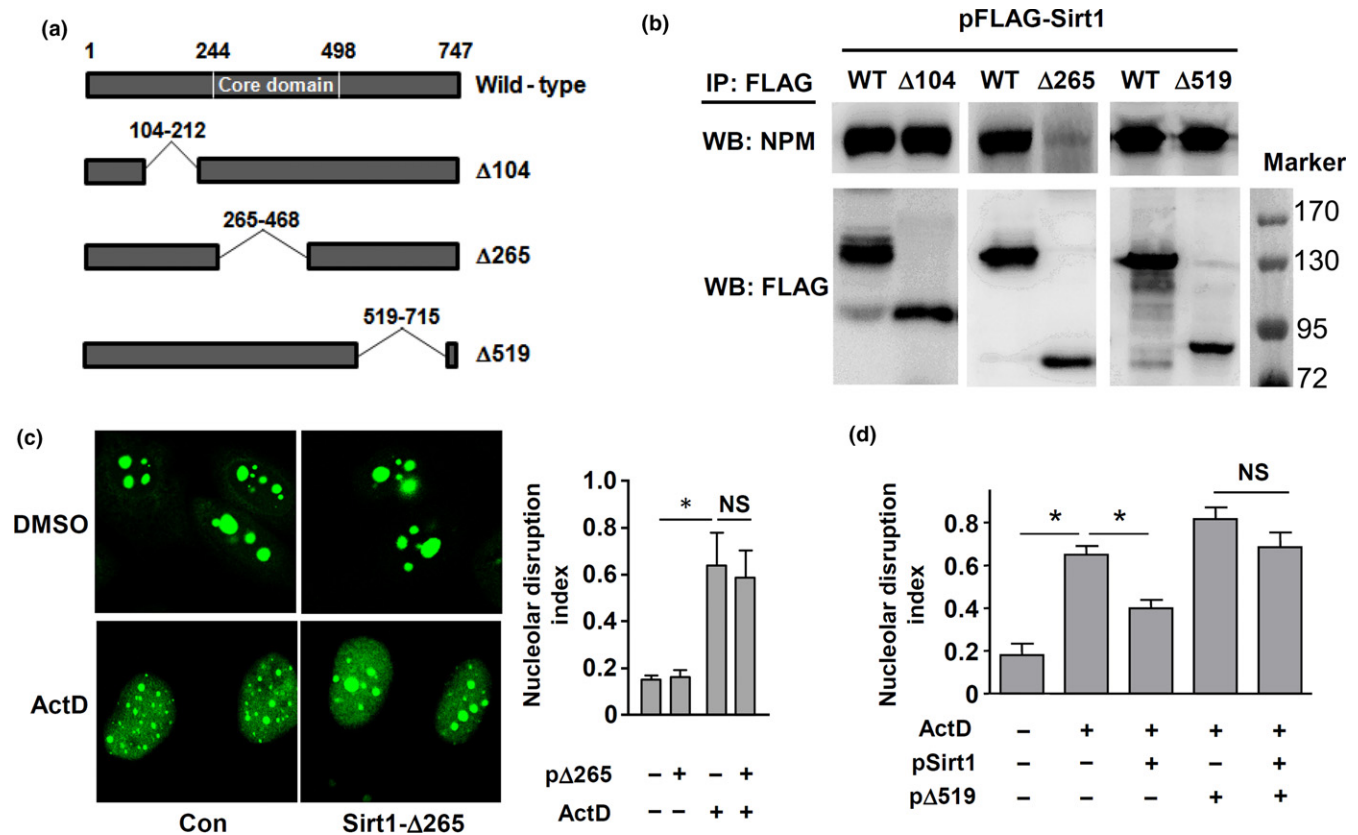 (a)
1 244 498 747
Core domain
Wild - type
104-212
Δ104
265-468
Δ265
519-715
Δ519
(b)
pFLAG-Sirt1
IP: FLAG
WT Δ104 WT Δ265 WT Δ519
WB: NPM
Marker
WB: FLAG
170
130
95
72
(c)
DMSO
ActD
Con
Sirt1-Δ265
Nucleolar disruption
index
1.0
0.8
0.6
0.4
0.2
0
* NS
pΔ265 – + – +
ActD – – + +
(d)
Nucleolar disruption
index
0.8
0.6
0.4
0.2
0
* * NS
ActD – + + + +
pSirt1 – – + – +
pΔ519 – – – + +